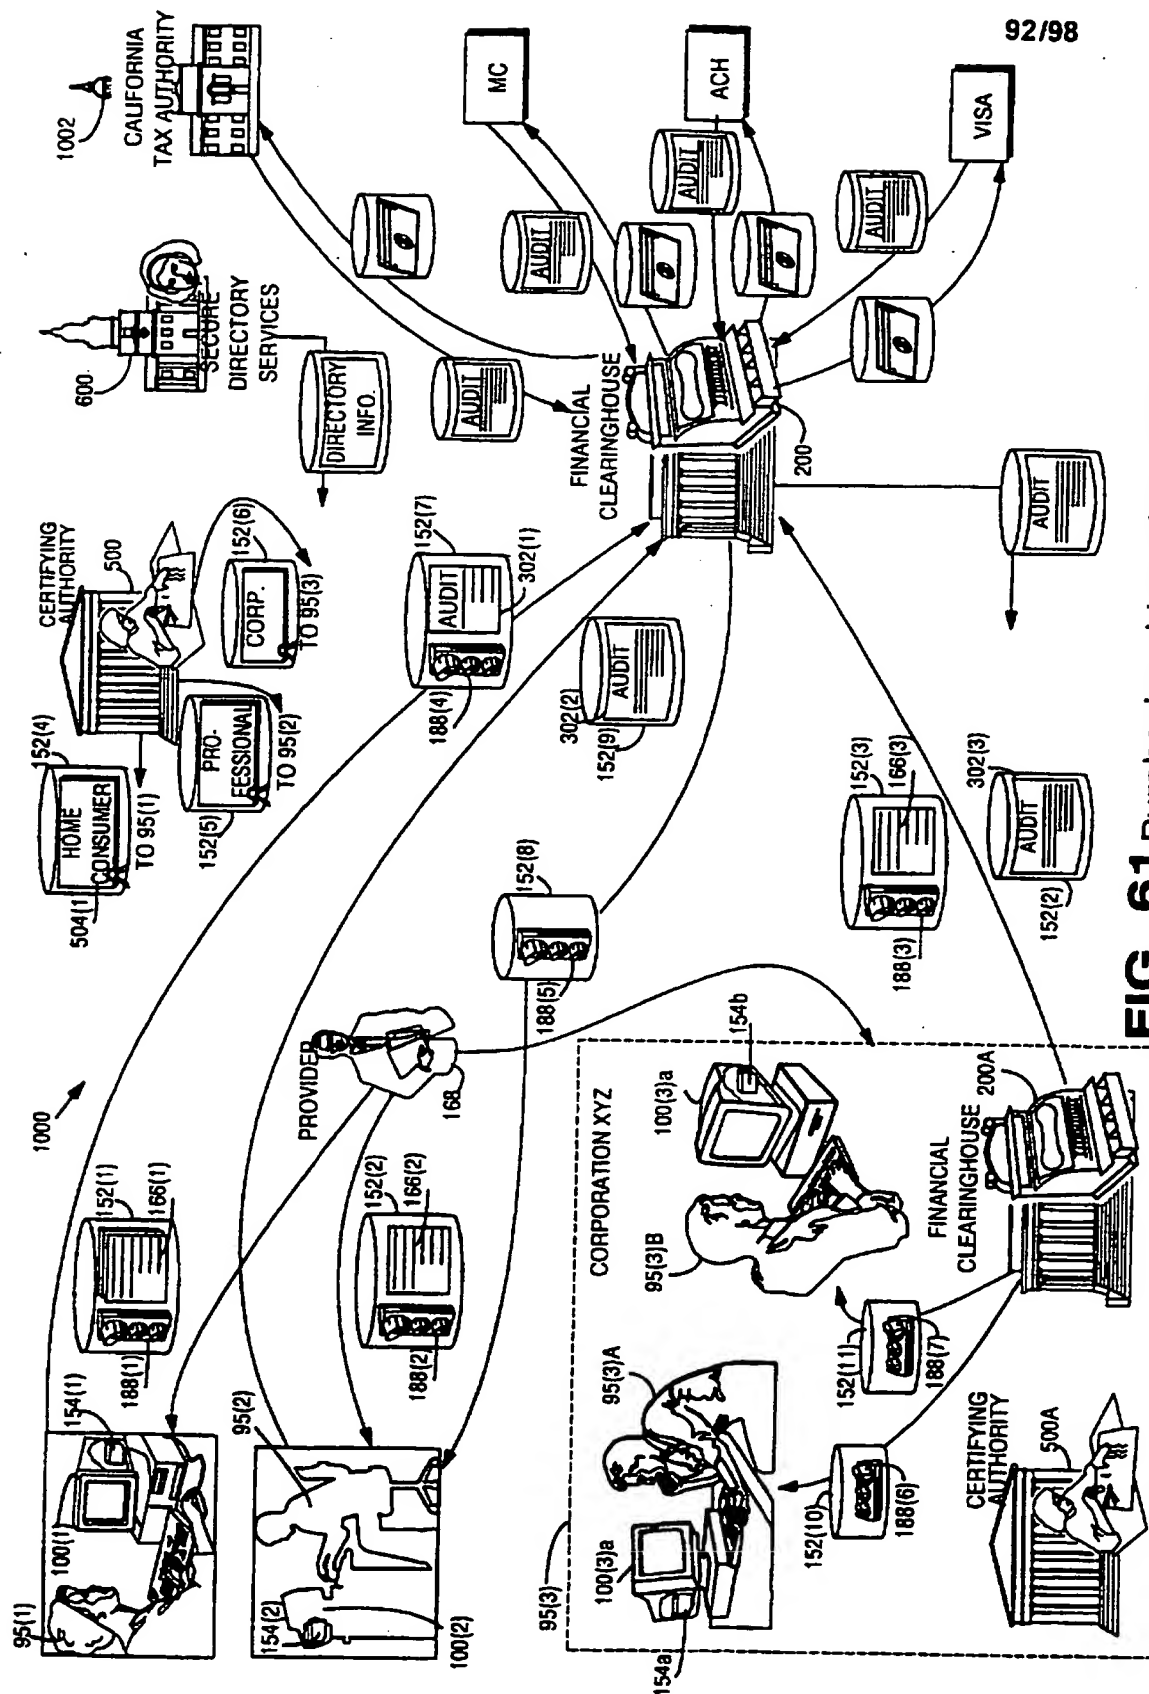 92/98
1002
CALIFORNIA
TAX AUTHORITY
MC
ACH
VISA
AUDIT
AUDIT
AUDIT
600
SECURE
DIRECTORY
SERVICES
DIRECTORY
INFO.
AUDIT
FINANCIAL
CLEARINGHOUSE
200
AUDIT
CERTIFYING
AUTHORITY
500
152(4)
HOME
CONSUMER
504(1)
TO 95(1)
PRO-
FESSIONAL
152(5)
TO 95(2)
152(6)
CORP.
TO 95(3)
152(7)
AUDIT
302(1)
188(4)
302(2)
AUDIT
152(9)
152(8)
188(5)
1000
PROVIDER
168
152(1)
166(1)
188(1)
154(1)
100(1)
95(1)
152(2)
166(2)
188(2)
95(2)
154(2)
100(2)
152(3)
166(3)
188(3)
302(3)
AUDIT
152(2)
95(3)
CORPORATION XYZ
154b
100(3)a
95(3)B
95(3)A
100(3)a
154a
FINANCIAL
CLEARINGHOUSE
200A
152(11)
188(7)
152(10)
188(6)
CERTIFYING
AUTHORITY
500A
FIG. 61